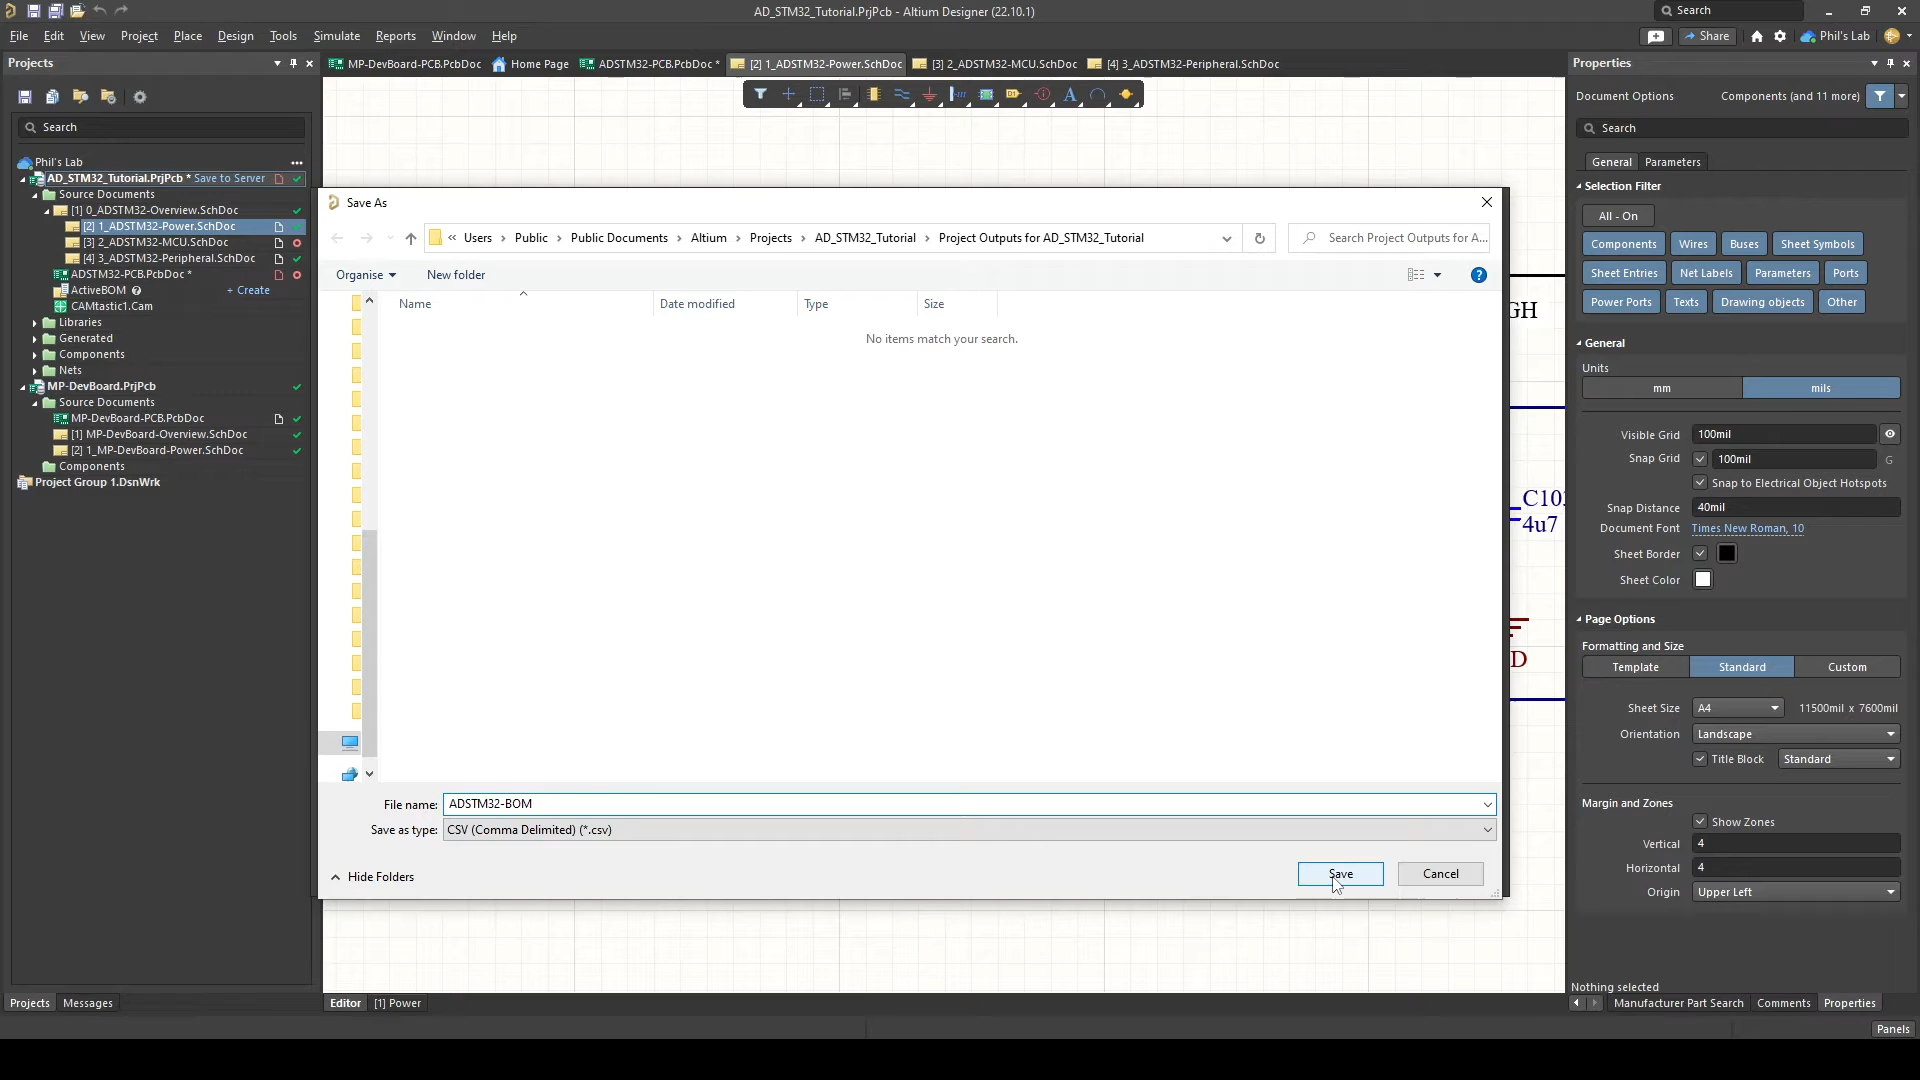 AD_STM32_Tutorial.PrjPcb - Altium Designer (22.10.1)
Search
File Edit View Project Place Design Tools Simulate Reports Window Help
Share
Phil's Lab
Projects
MP-DevBoard-PCB.PcbDoc
Home Page
ADSTM32-PCB.PcbDoc *
[2] 1_ADSTM32-Power.SchDoc
[3] 2_ADSTM32-MCU.SchDoc
[4] 3_ADSTM32-Peripheral.SchDoc
Properties
Search
Phil's Lab
AD_STM32_Tutorial.PrjPcb * Save to Server
Source Documents
[1] 0_ADSTM32-Overview.SchDoc
[2] 1_ADSTM32-Power.SchDoc
[3] 2_ADSTM32-MCU.SchDoc
[4] 3_ADSTM32-Peripheral.SchDoc
ADSTM32-PCB.PcbDoc *
ActiveBOM + Create
CAMtastic1.Cam
Libraries
Generated
Components
Nets
MP-DevBoard.PrjPcb
Source Documents
MP-DevBoard-PCB.PcbDoc
[1] MP-DevBoard-Overview.SchDoc
[2] 1_MP-DevBoard-Power.SchDoc
Components
Project Group 1.DsnWrk
Save As
« Users › Public › Public Documents › Altium › Projects › AD_STM32_Tutorial › Project Outputs for AD_STM32_Tutorial
Search Project Outputs for A...
Organise
New folder
Name Date modified Type Size
No items match your search.
File name: ADSTM32-BOM
Save as type: CSV (Comma Delimited) (*.csv)
Hide Folders
Save
Cancel
GH
C10
4u7
D
Document Options Components (and 11 more)
Search
General Parameters
Selection Filter
All - On
Components Wires Buses Sheet Symbols
Sheet Entries Net Labels Parameters Ports
Power Ports Texts Drawing objects Other
General
Units
mm mils
Visible Grid 100mil
Snap Grid 100mil G
Snap to Electrical Object Hotspots
Snap Distance 40mil
Document Font Times New Roman, 10
Sheet Border
Sheet Color
Page Options
Formatting and Size
Template Standard Custom
Sheet Size A4 11500mil x 7600mil
Orientation Landscape
Title Block Standard
Margin and Zones
Show Zones
Vertical 4
Horizontal 4
Origin Upper Left
Nothing selected
Projects Messages
Editor [1] Power
Manufacturer Part Search Comments Properties
Panels